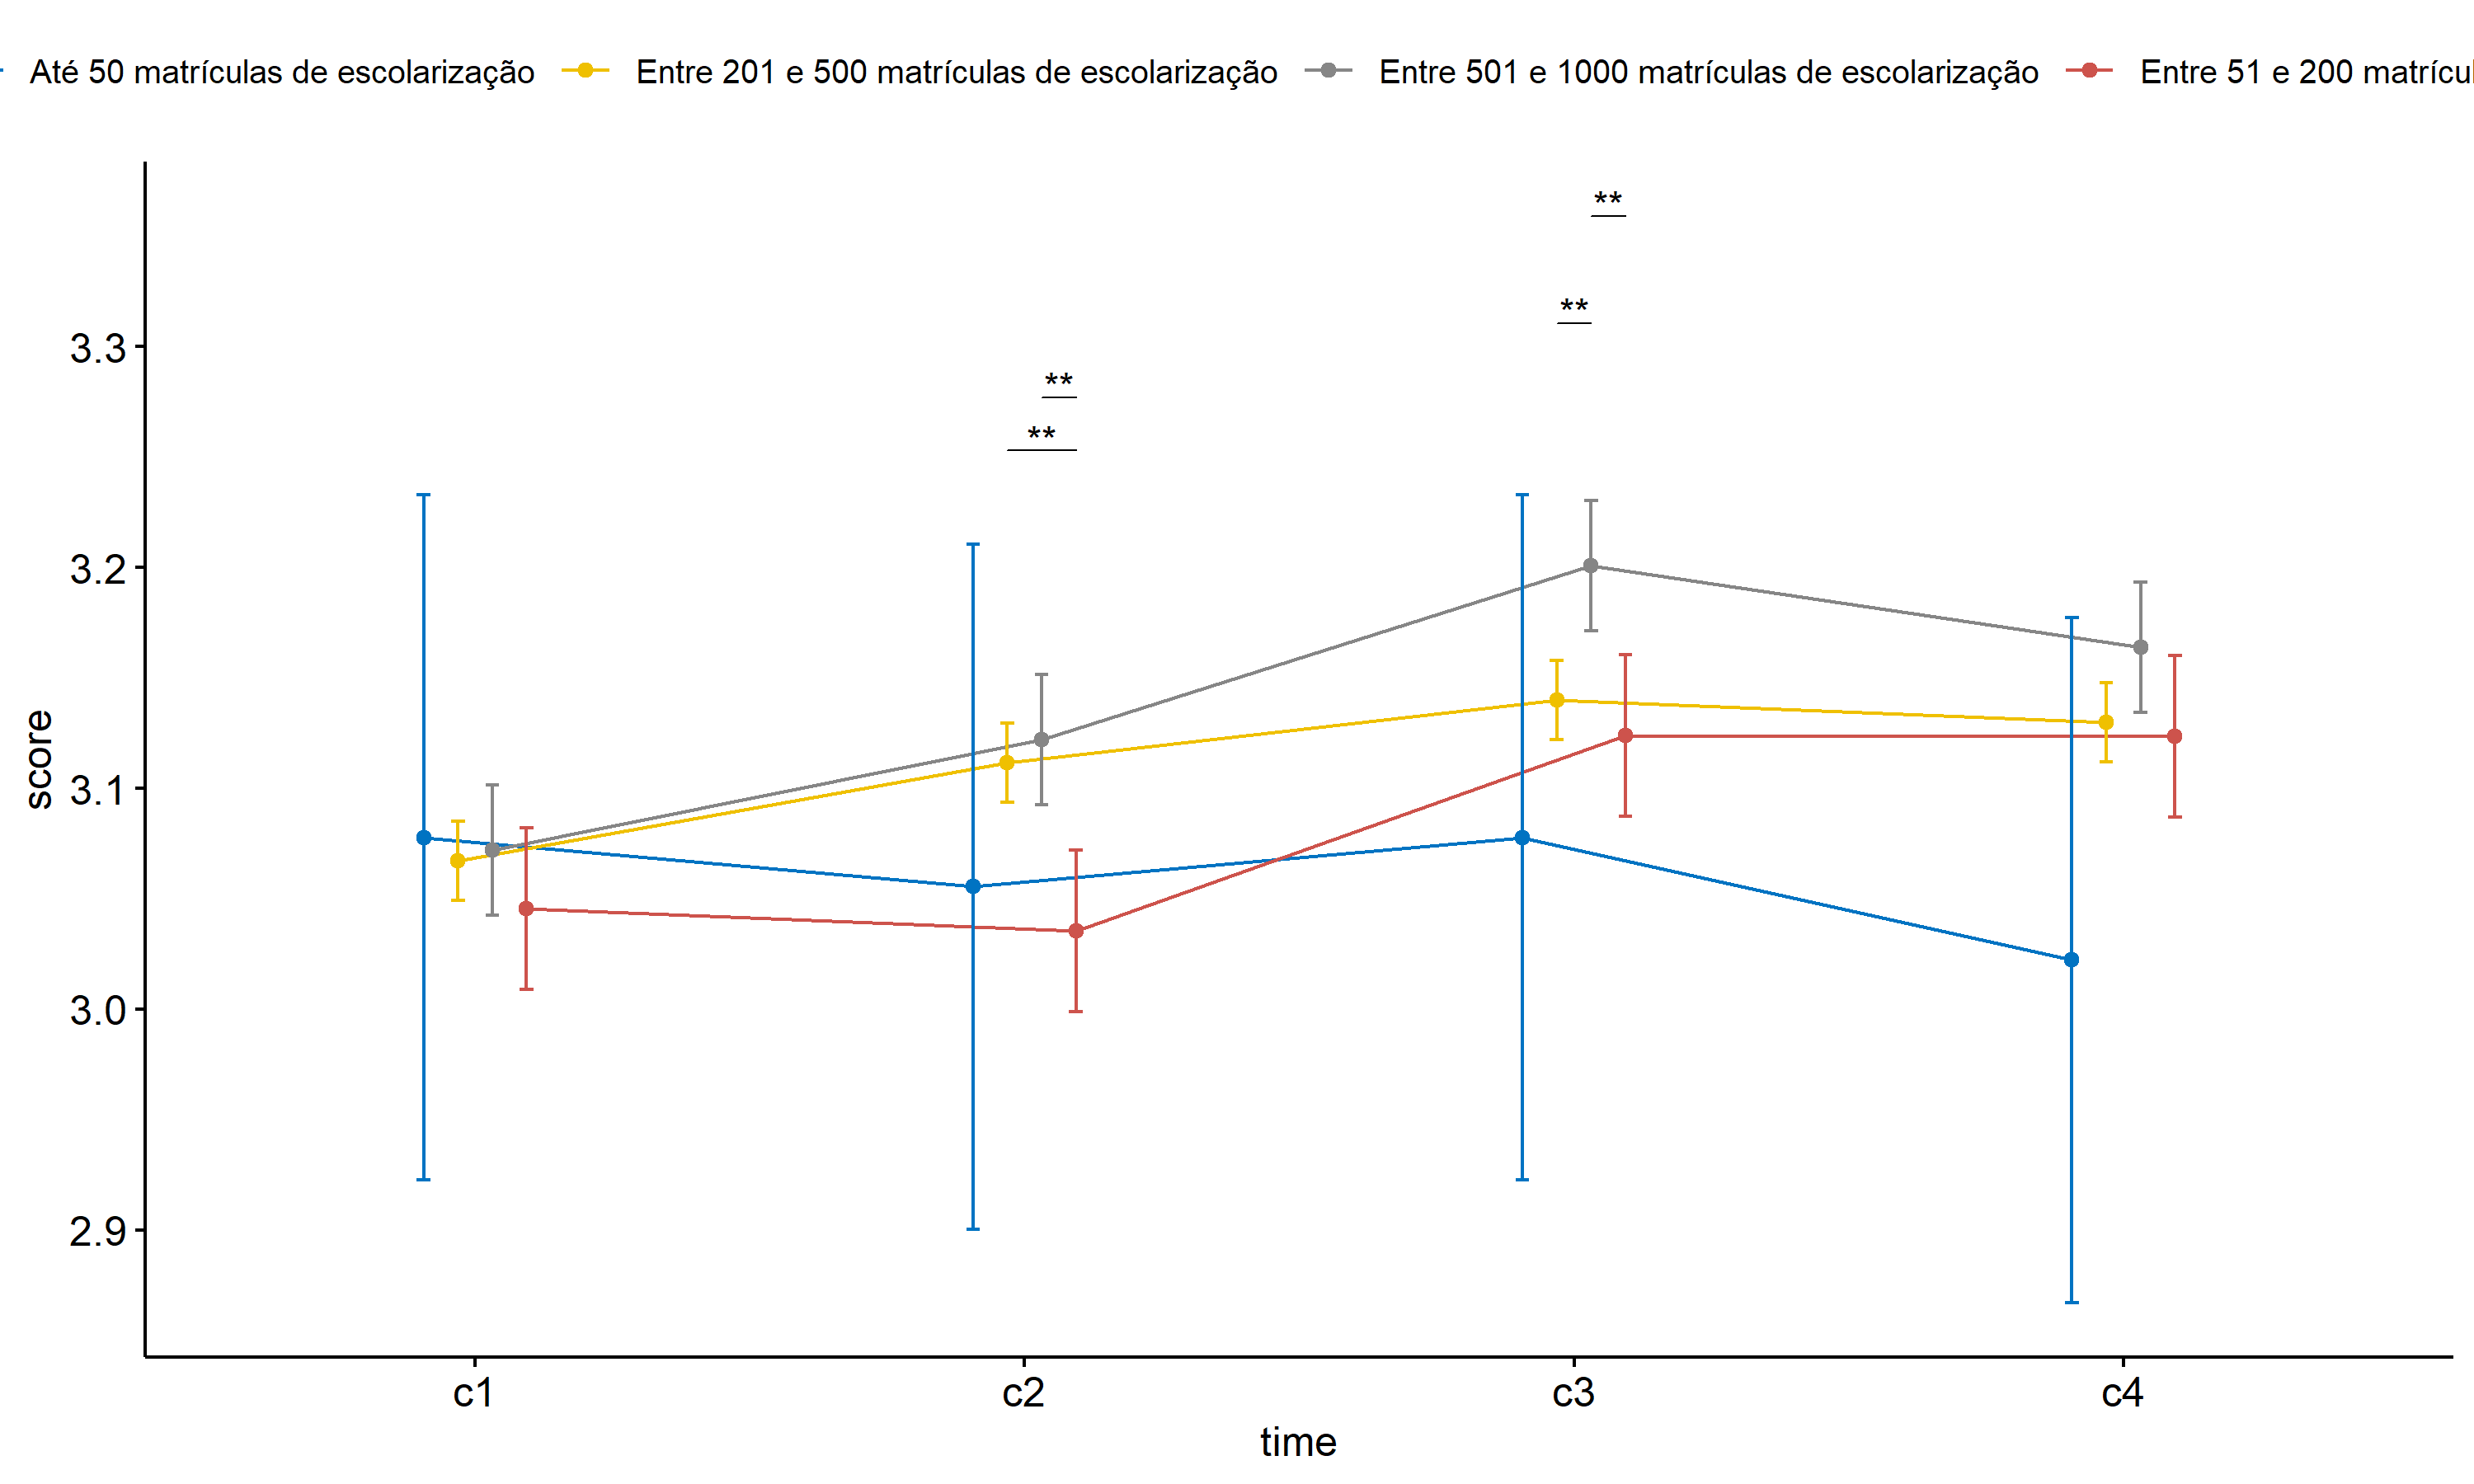 Até 50 matrículas de escolarização Entre 201 e 500 matrículas de escolarização Entre 501 e 1000 matrículas de escolarização Entre 51 e 200
**
**
**
**
3.3
3.2
3.1
3.0
2.9
score
c1 c2 c3 c4
time